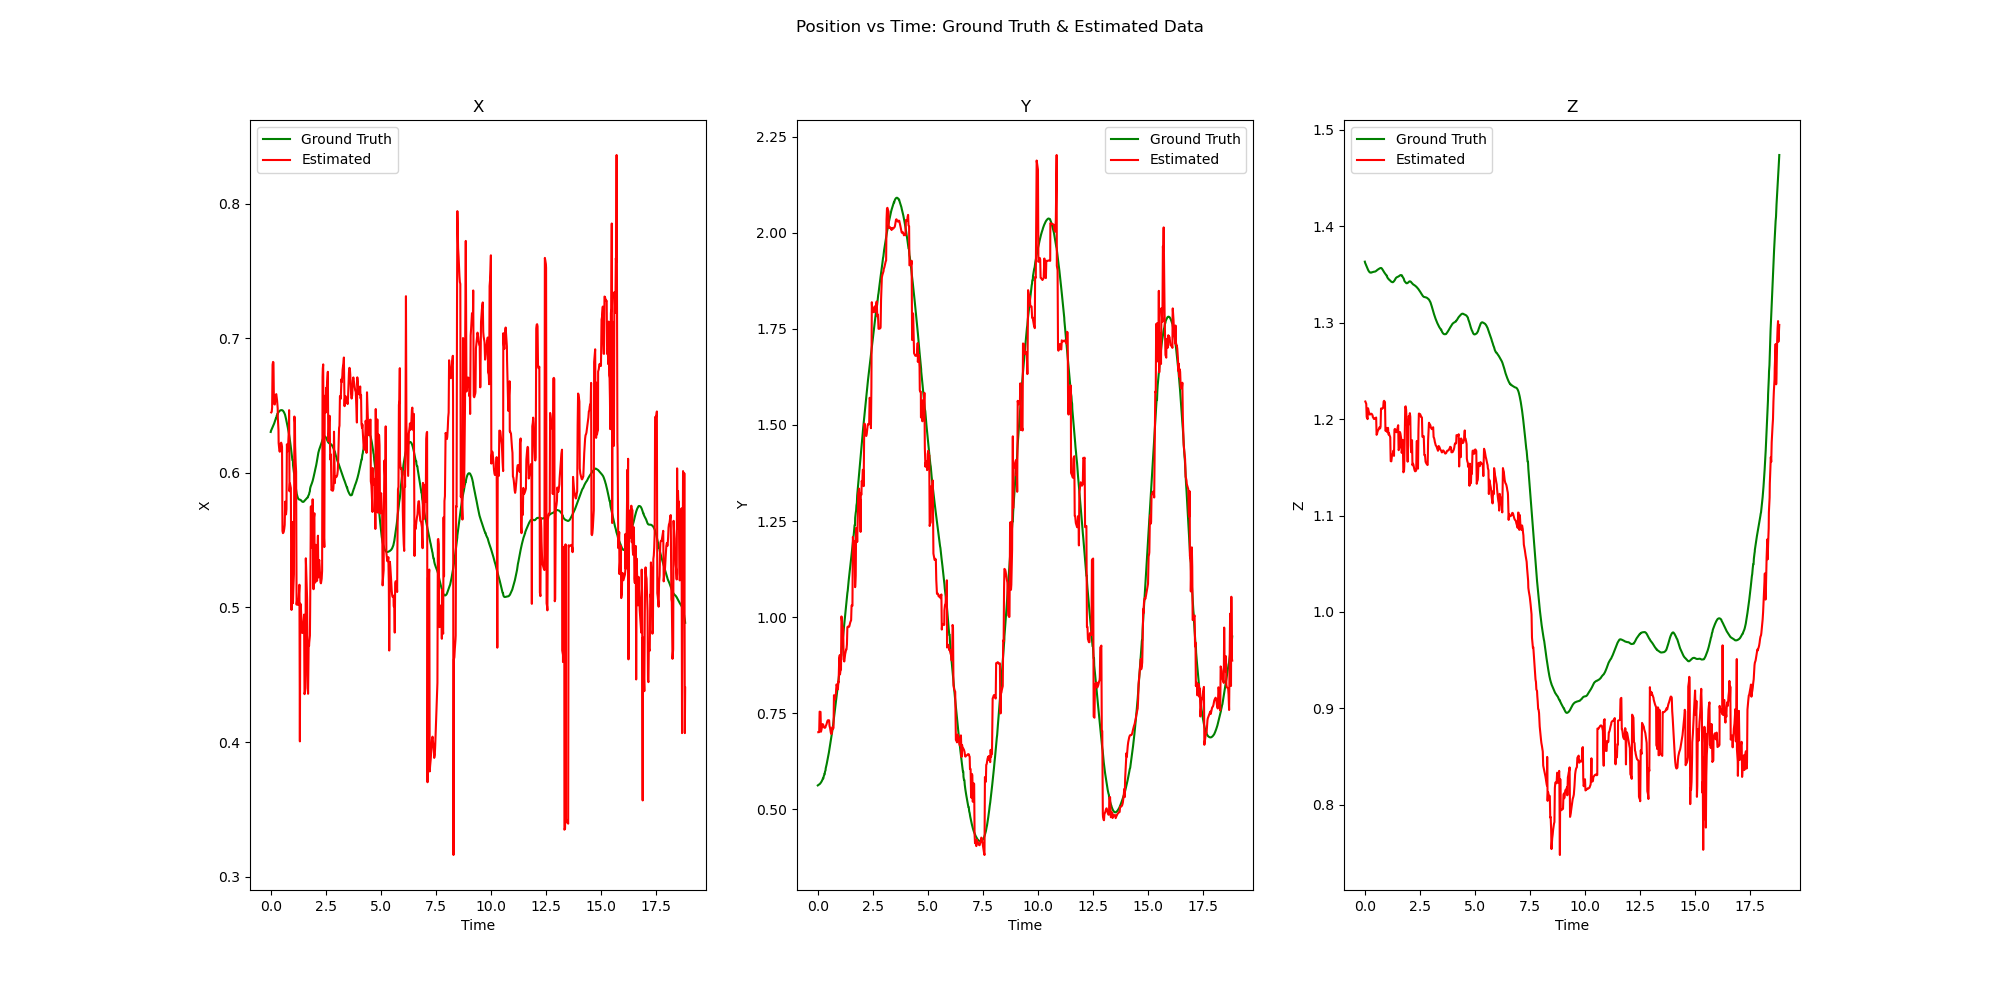 Position vs Time: Ground Truth & Estimated Data
X
Ground Truth
Estimated
0.8
0.7
0.6
0.5
0.4
0.3
X
0.0 2.5 5.0 7.5 10.0 12.5 15.0 17.5
Time
Y
Ground Truth
Estimated
2.25
2.00
1.75
1.50
1.25
1.00
0.75
0.50
Y
0.0 2.5 5.0 7.5 10.0 12.5 15.0 17.5
Time
Z
Ground Truth
Estimated
1.5
1.4
1.3
1.2
1.1
1.0
0.9
0.8
Z
0.0 2.5 5.0 7.5 10.0 12.5 15.0 17.5
Time